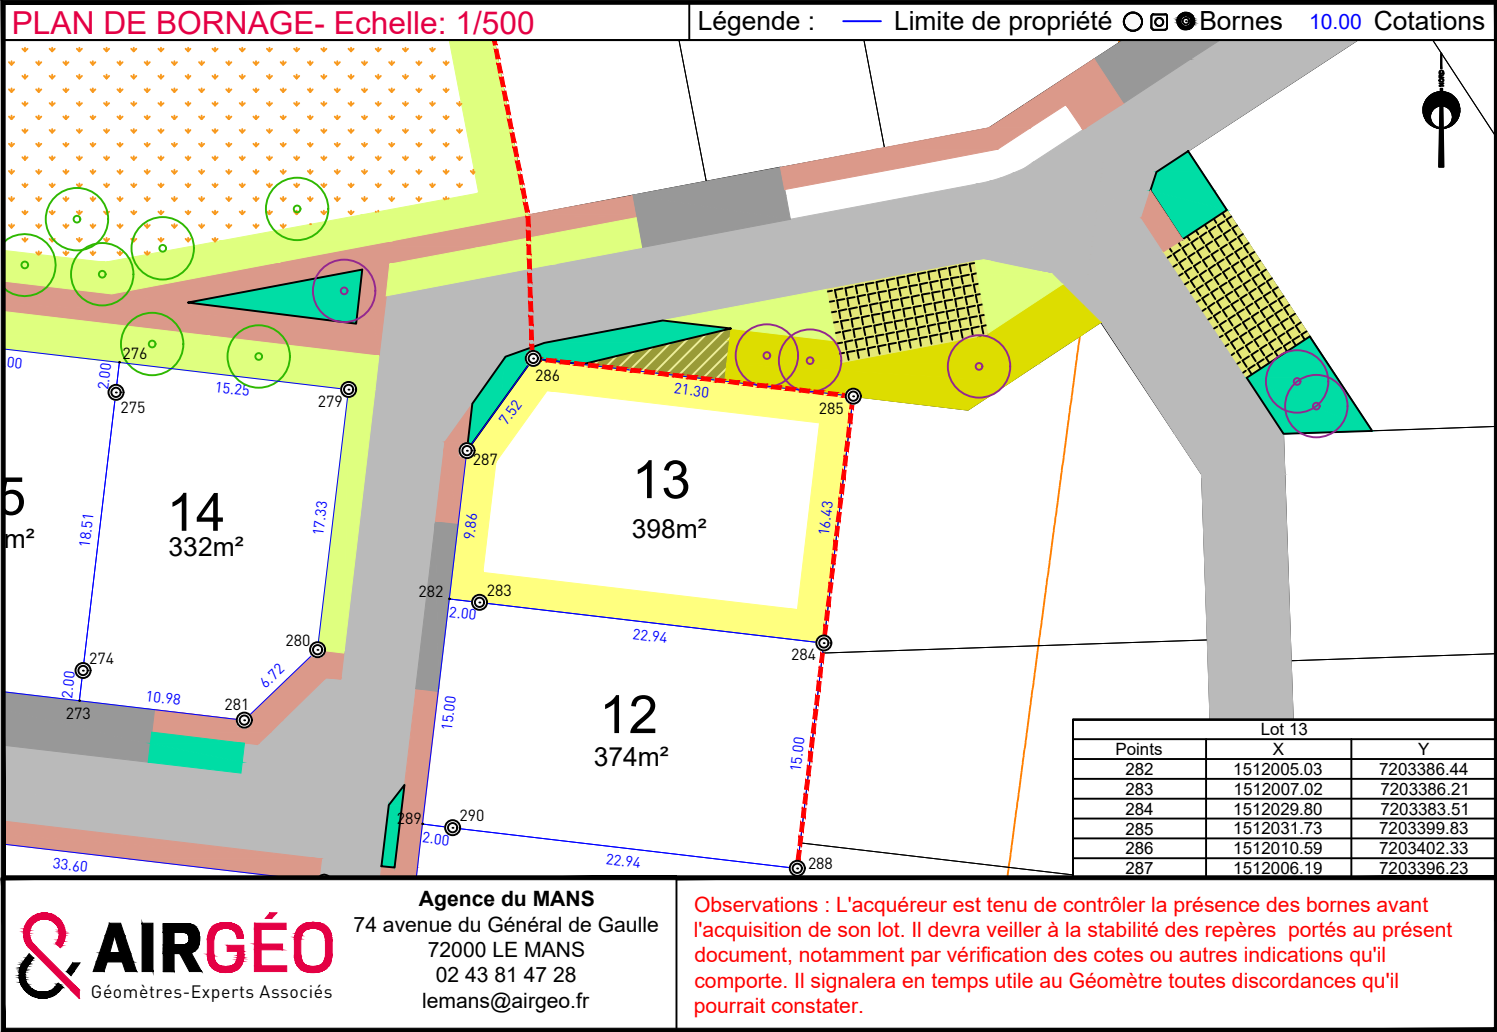 PLAN DE BORNAGE- Echelle: 1/500
Légende : Limite de propriété Bornes 10.00 Cotations
NORD
276
.00
2.00
15.25
279
275
286
21.30
285
7.52
287
5
m²
14
332m²
18.51
17.33
13
398m²
9.86
16.43
282
283
2.00
22.94
280
284
274
2.00
6.72
10.98
281
273
12
374m²
15.00
15.00
289
290
2.00
22.94
288
33.60
Lot 13
Points X Y
282 1512005.03 7203386.44
283 1512007.02 7203386.21
284 1512029.80 7203383.51
285 1512031.73 7203399.83
286 1512010.59 7203402.33
287 1512006.19 7203396.23
AIRGÉO
Géomètres-Experts Associés
Agence du MANS
74 avenue du Général de Gaulle
72000 LE MANS
02 43 81 47 28
lemans@airgeo.fr
Observations : L'acquéreur est tenu de contrôler la présence des bornes avant
l'acquisition de son lot. Il devra veiller à la stabilité des repères portés au présent
document, notamment par vérification des cotes ou autres indications qu'il
comporte. Il signalera en temps utile au Géomètre toutes discordances qu'il
pourrait constater.